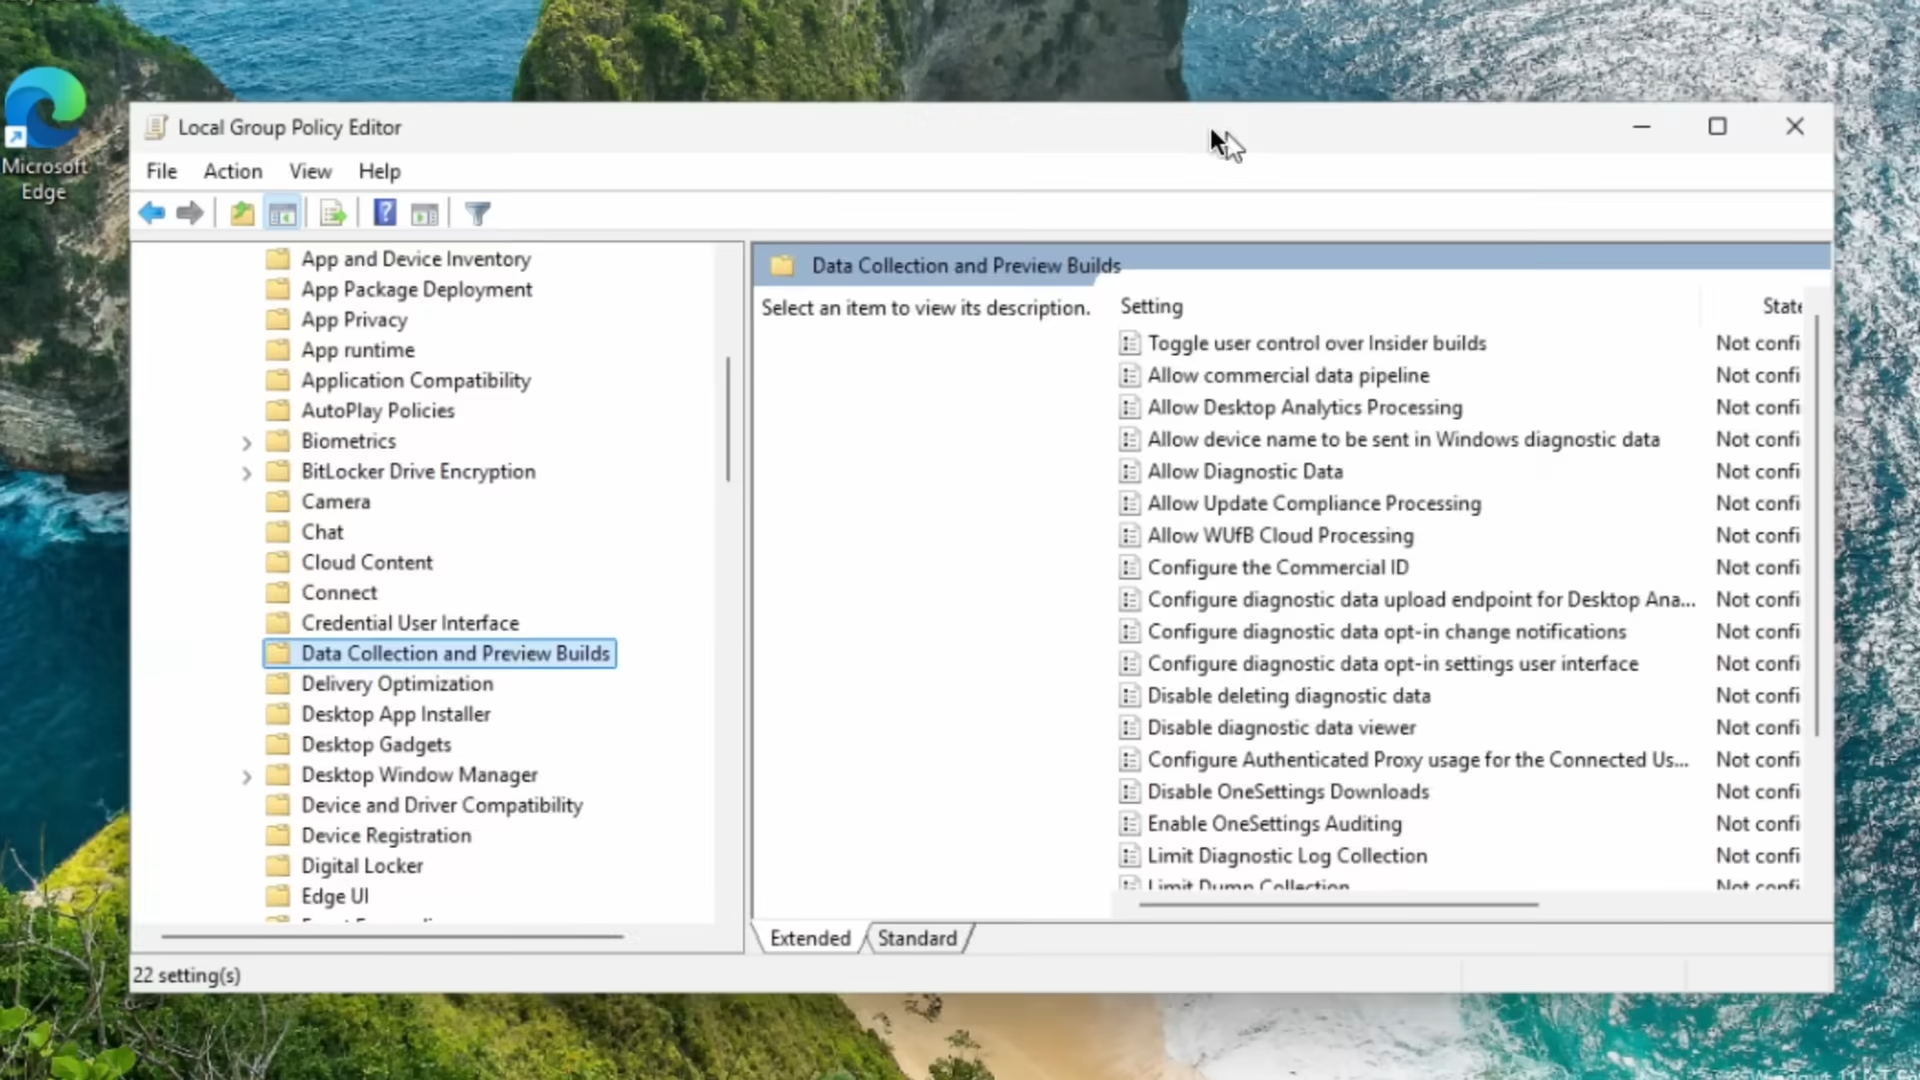 Microsoft
Edge
Local Group Policy Editor
File Action View Help
App and Device Inventory
App Package Deployment
App Privacy
App runtime
Application Compatibility
AutoPlay Policies
Biometrics
BitLocker Drive Encryption
Camera
Chat
Cloud Content
Connect
Credential User Interface
Data Collection and Preview Builds
Delivery Optimization
Desktop App Installer
Desktop Gadgets
Desktop Window Manager
Device and Driver Compatibility
Device Registration
Digital Locker
Edge UI
Data Collection and Preview Builds
Select an item to view its description.
Setting State
Toggle user control over Insider builds Not confi
Allow commercial data pipeline Not confi
Allow Desktop Analytics Processing Not confi
Allow device name to be sent in Windows diagnostic data Not confi
Allow Diagnostic Data Not confi
Allow Update Compliance Processing Not confi
Allow WUfB Cloud Processing Not confi
Configure the Commercial ID Not confi
Configure diagnostic data upload endpoint for Desktop Ana... Not confi
Configure diagnostic data opt-in change notifications Not confi
Configure diagnostic data opt-in settings user interface Not confi
Disable deleting diagnostic data Not confi
Disable diagnostic data viewer Not confi
Configure Authenticated Proxy usage for the Connected Us... Not confi
Disable OneSettings Downloads Not confi
Enable OneSettings Auditing Not confi
Limit Diagnostic Log Collection Not confi
Limit Dump Collection Not confi
Extended Standard
22 setting(s)